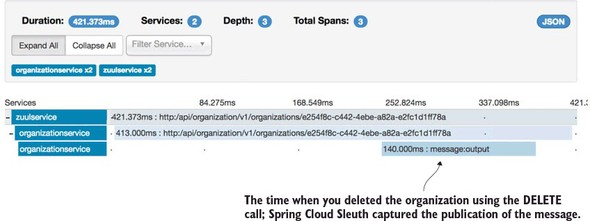 Duration: 421.373ms Services: 2 Depth: 3 Total Spans: 3 JSON
Expand All Collapse All Filter Service...
organizationservice x2 zuulservice x2
Services 84.275ms 168.549ms 252.824ms 337.098ms 421.
- zuulservice 421.373ms : http:/api/organization/v1/organizations/e254f8c-c442-4ebe-a82a-e2fc1d1ff78a
- organizationservice 413.000ms : http:/api/organization/v1/organizations/e254f8c-c442-4ebe-a82a-e2fc1d1ff78a
organizationservice 140.000ms : message:output
The time when you deleted the organization using the DELETE
call; Spring Cloud Sleuth captured the publication of the message.